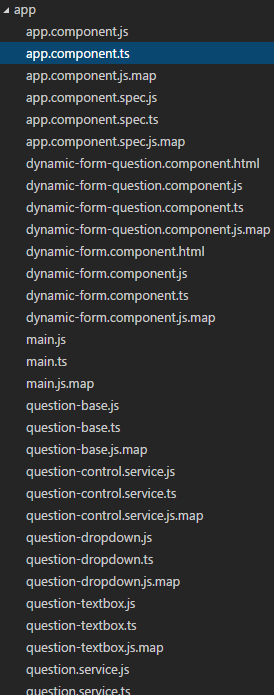 app
app.component.js
app.component.ts
app.component.js.map
app.component.spec.js
app.component.spec.ts
app.component.spec.js.map
dynamic-form-question.component.html
dynamic-form-question.component.js
dynamic-form-question.component.ts
dynamic-form-question.component.js.map
dynamic-form.component.html
dynamic-form.component.js
dynamic-form.component.ts
dynamic-form.component.js.map
main.js
main.ts
main.js.map
question-base.js
question-base.ts
question-base.js.map
question-control.service.js
question-control.service.ts
question-control.service.js.map
question-dropdown.js
question-dropdown.ts
question-dropdown.js.map
question-textbox.js
question-textbox.ts
question-textbox.js.map
question.service.js
question.service.ts